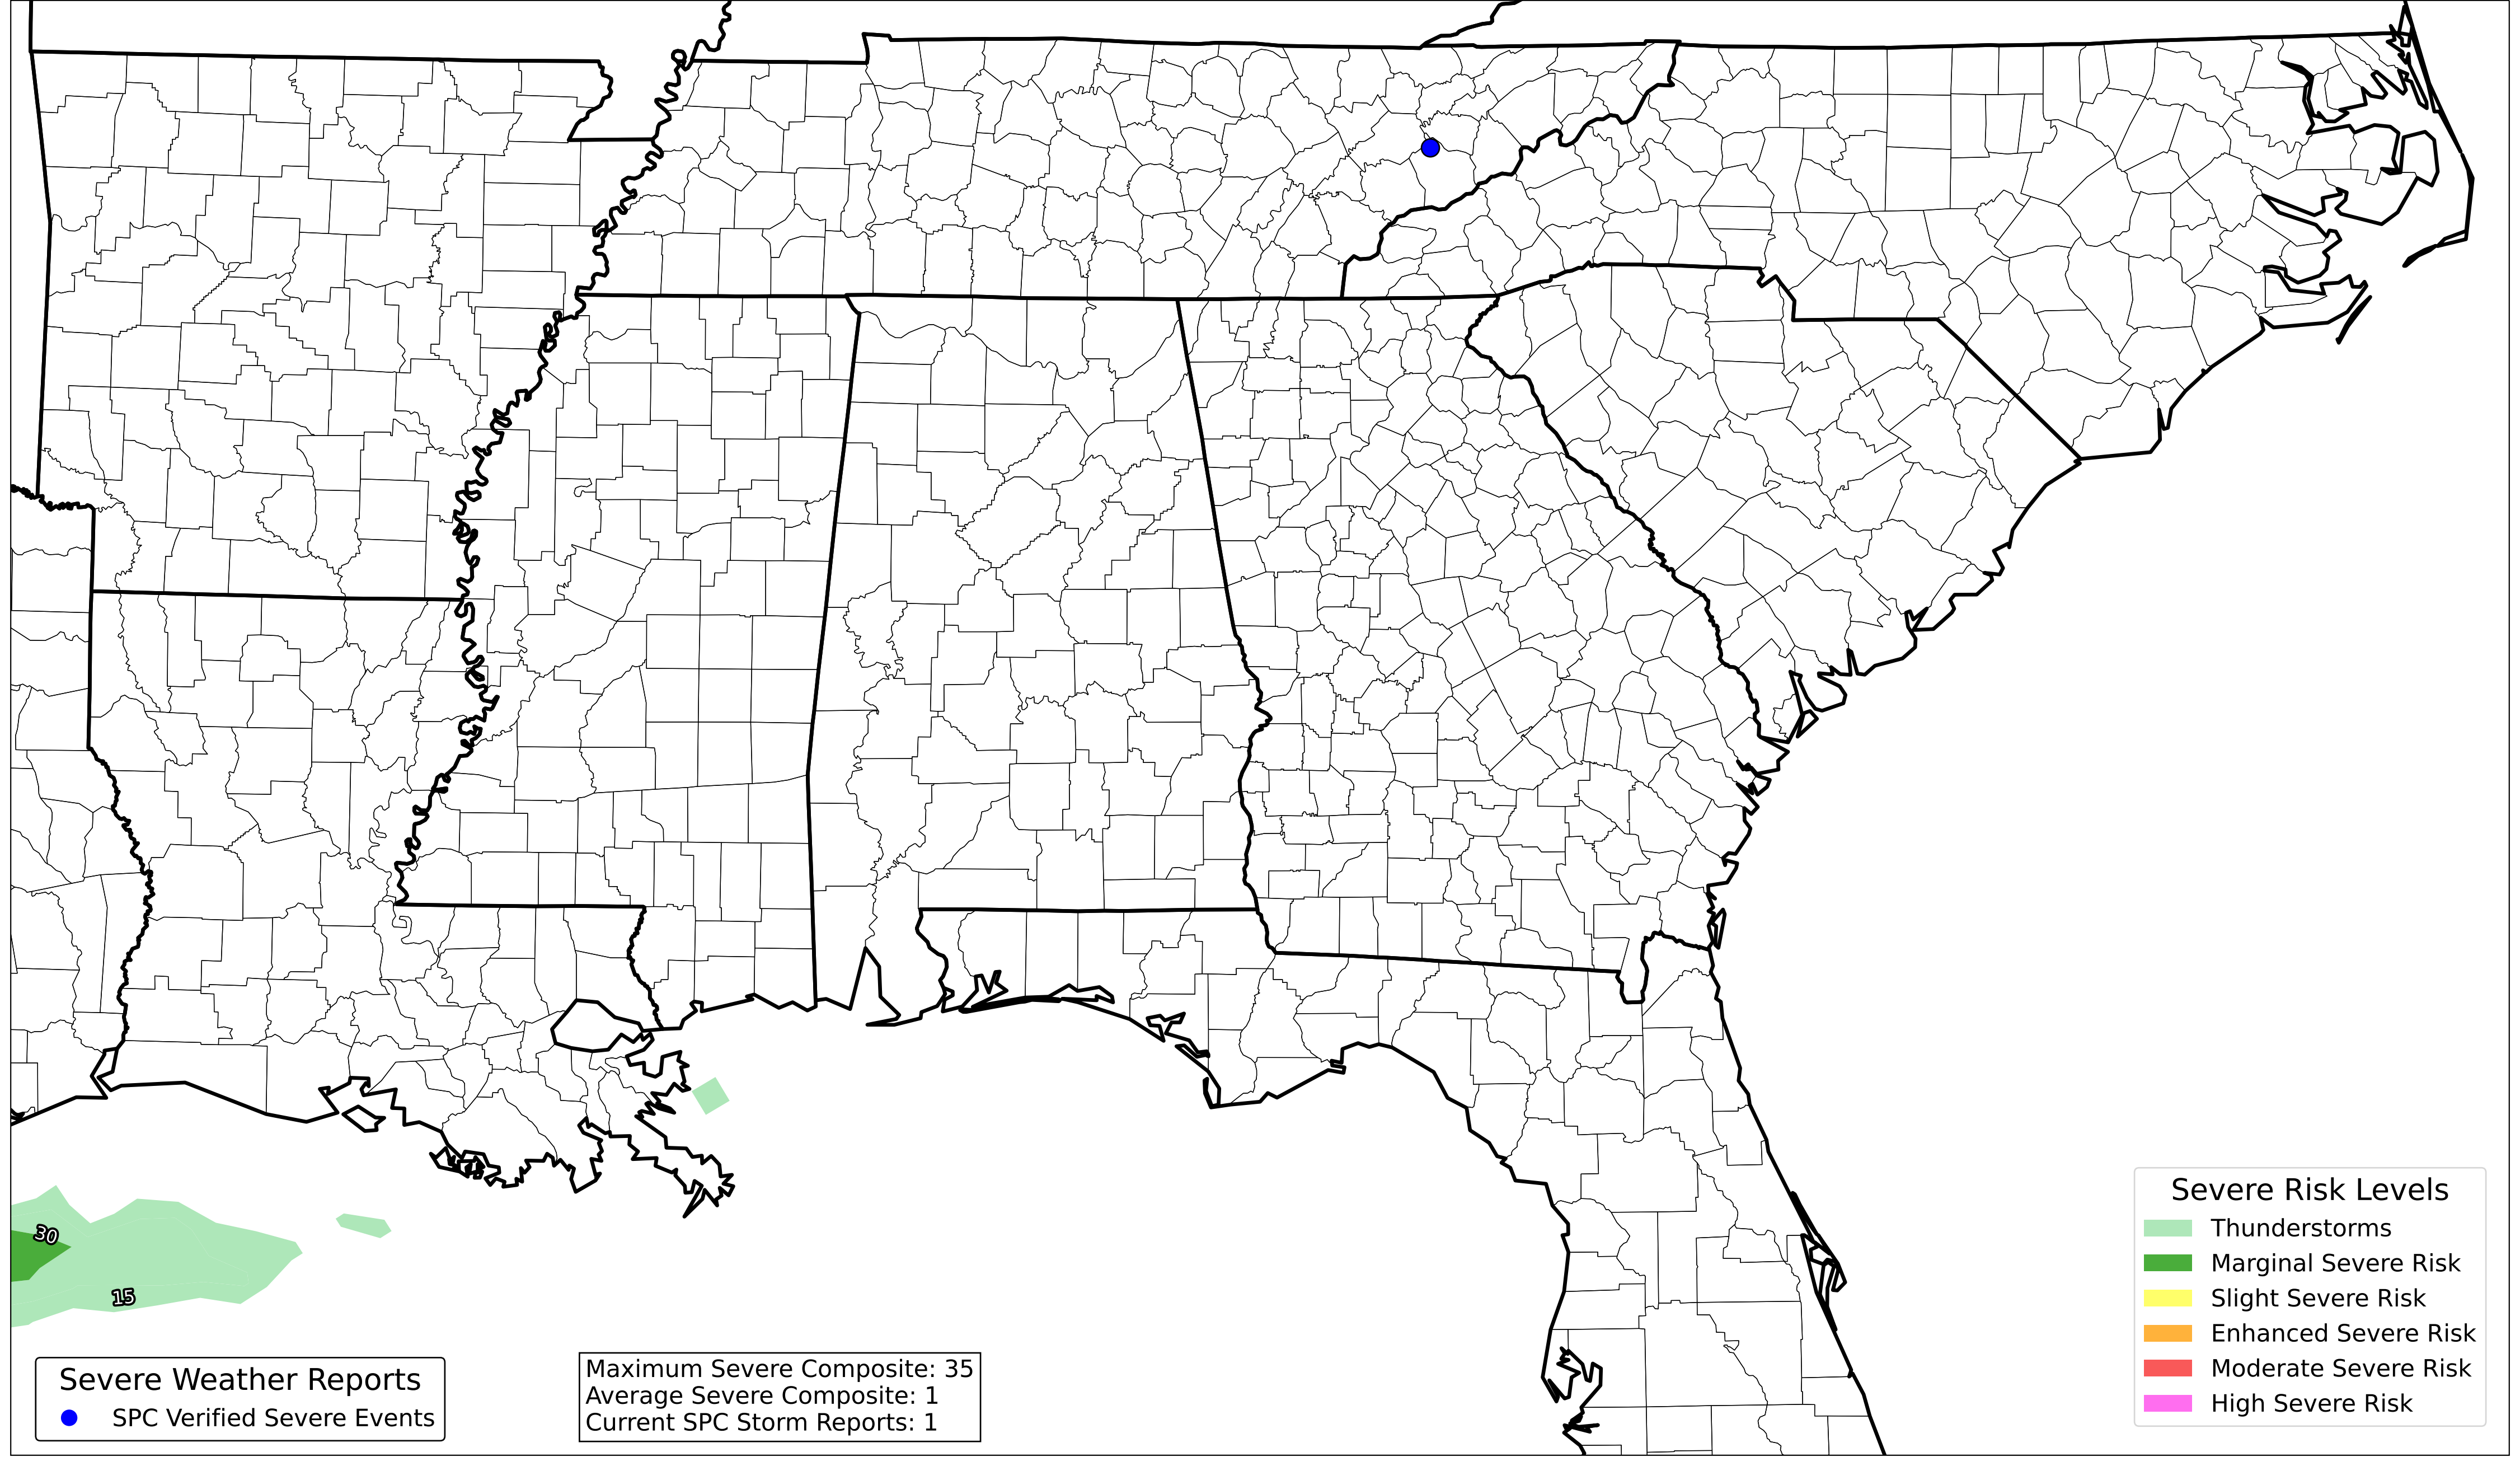 30
15
Severe Weather Reports
SPC Verified Severe Events
Maximum Severe Composite: 35
Average Severe Composite: 1
Current SPC Storm Reports: 1
Severe Risk Levels
Thunderstorms
Marginal Severe Risk
Slight Severe Risk
Enhanced Severe Risk
Moderate Severe Risk
High Severe Risk